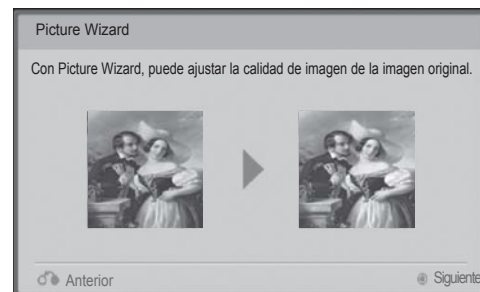 Picture Wizard
Con Picture Wizard, puede ajustar la calidad de imagen de la imagen original.
Anterior
Siguiente